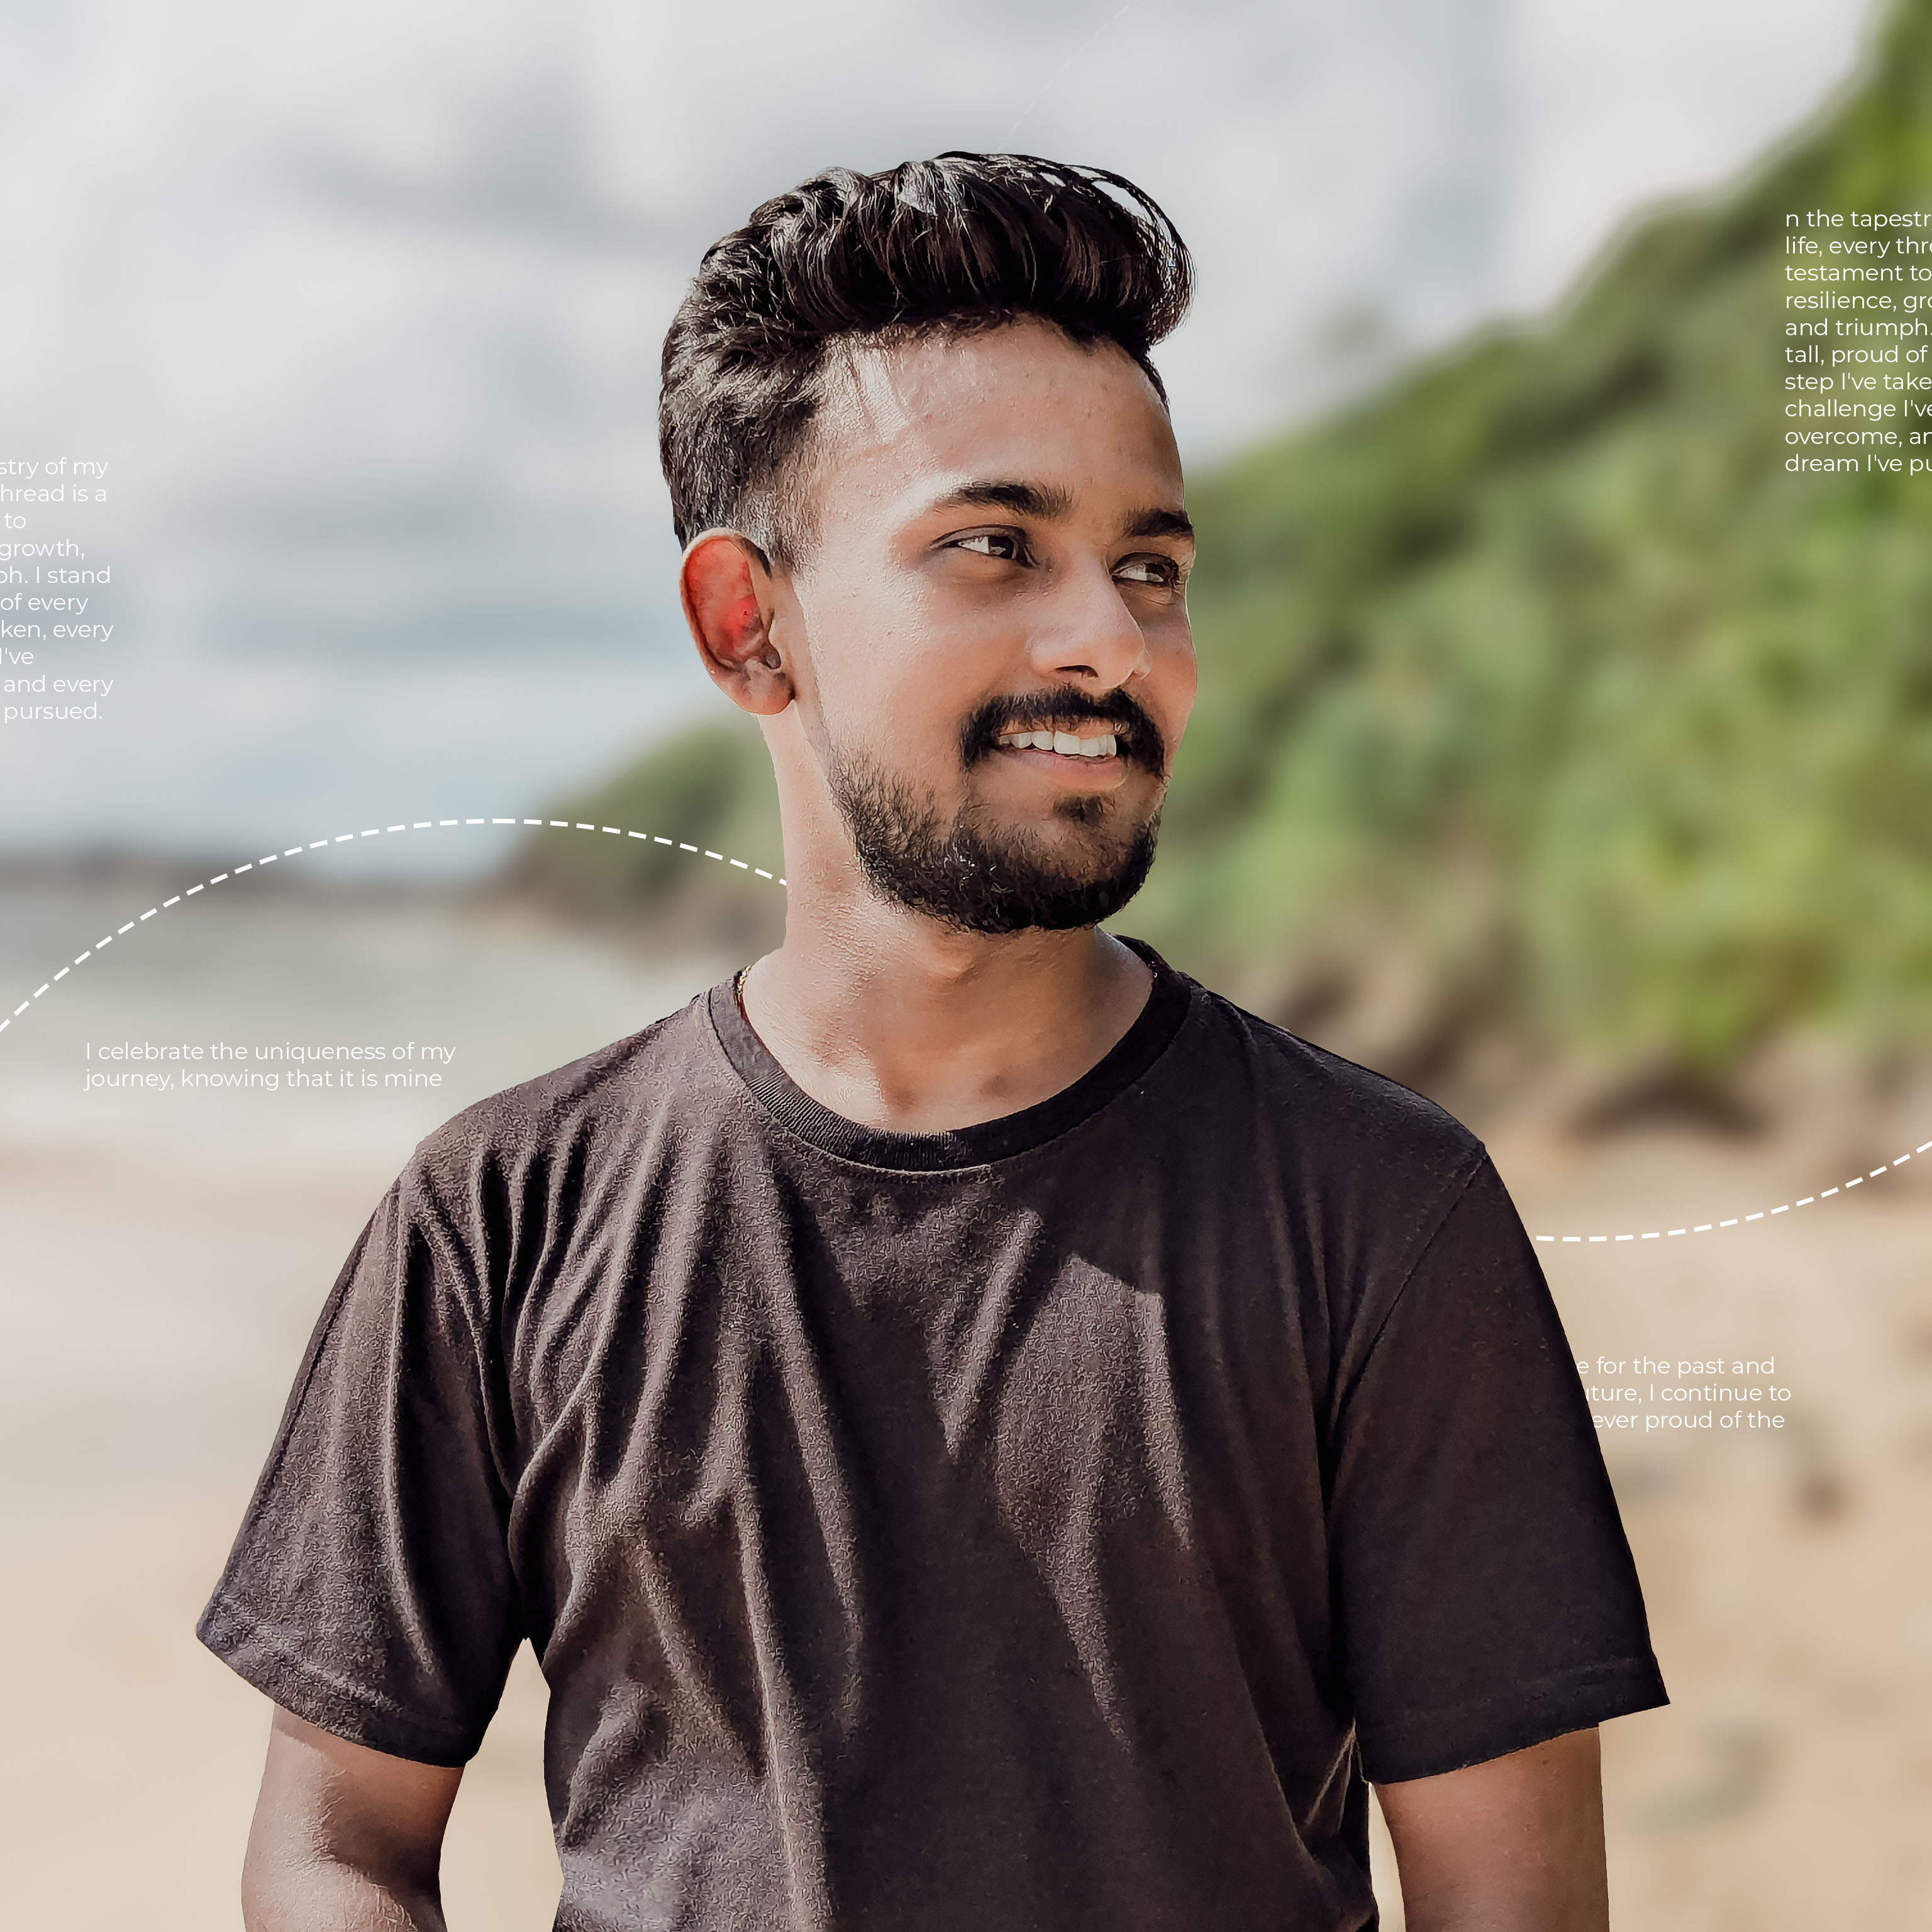 stry of my
hread is a
to
growth,
ph. I stand
of every
ken, every
I've
and every
pursued.
I celebrate the uniqueness of my
journey, knowing that it is mine
n the tapestr
life, every thre
testament to
resilience, gro
and triumph.
tall, proud of
step I've take
challenge I've
overcome, an
dream I've pu
e for the past and
uture, I continue to
ever proud of the